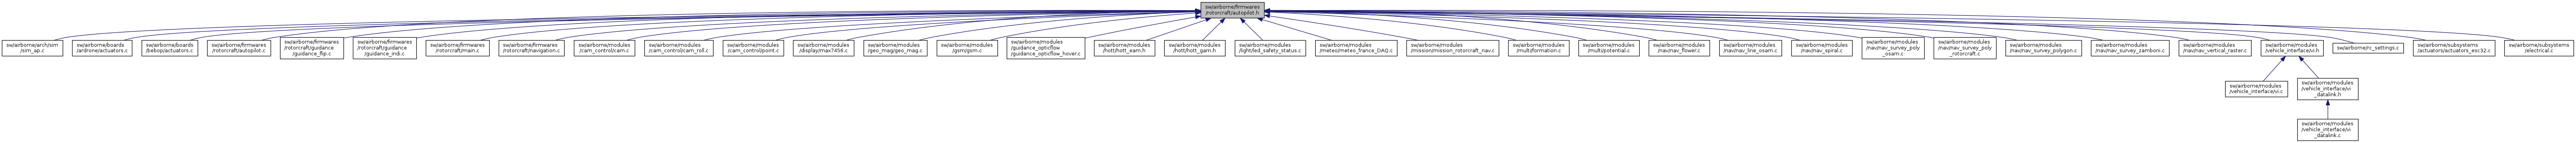 sw/airborne/firmwares
/rotorcraft/autopilot.h
sw/airborne/arch/sim
/sim_ap.c
sw/airborne/boards
/ardrone/actuators.c
sw/airborne/boards
/bebop/actuators.c
sw/airborne/firmwares
/rotorcraft/autopilot.c
sw/airborne/firmwares
/rotorcraft/guidance
/guidance_flip.c
sw/airborne/firmwares
/rotorcraft/guidance
/guidance_indi.c
sw/airborne/firmwares
/rotorcraft/main.c
sw/airborne/firmwares
/rotorcraft/navigation.c
sw/airborne/modules
/cam_control/cam.c
sw/airborne/modules
/cam_control/cam_roll.c
sw/airborne/modules
/cam_control/point.c
sw/airborne/modules
/display/max7456.c
sw/airborne/modules
/geo_mag/geo_mag.c
sw/airborne/modules
/gsm/gsm.c
sw/airborne/modules
/guidance_opticflow
/guidance_opticflow_hover.c
sw/airborne/modules
/hott/hott_eam.h
sw/airborne/modules
/hott/hott_gam.h
sw/airborne/modules
/light/led_safety_status.c
sw/airborne/modules
/meteo/meteo_france_DAQ.c
sw/airborne/modules
/mission/mission_rotorcraft_nav.c
sw/airborne/modules
/multi/formation.c
sw/airborne/modules
/multi/potential.c
sw/airborne/modules
/nav/nav_flower.c
sw/airborne/modules
/nav/nav_line_osam.c
sw/airborne/modules
/nav/nav_spiral.c
sw/airborne/modules
/nav/nav_survey_poly
_osam.c
sw/airborne/modules
/nav/nav_survey_poly
_rotorcraft.c
sw/airborne/modules
/nav/nav_survey_polygon.c
sw/airborne/modules
/nav/nav_survey_zamboni.c
sw/airborne/modules
/nav/nav_vertical_raster.c
sw/airborne/modules
/vehicle_interface/vi.h
sw/airborne/rc_settings.c
sw/airborne/subsystems
/actuators/actuators_esc32.c
sw/airborne/subsystems
/electrical.c
sw/airborne/modules
/vehicle_interface/vi.c
sw/airborne/modules
/vehicle_interface/vi
_datalink.h
sw/airborne/modules
/vehicle_interface/vi
_datalink.c